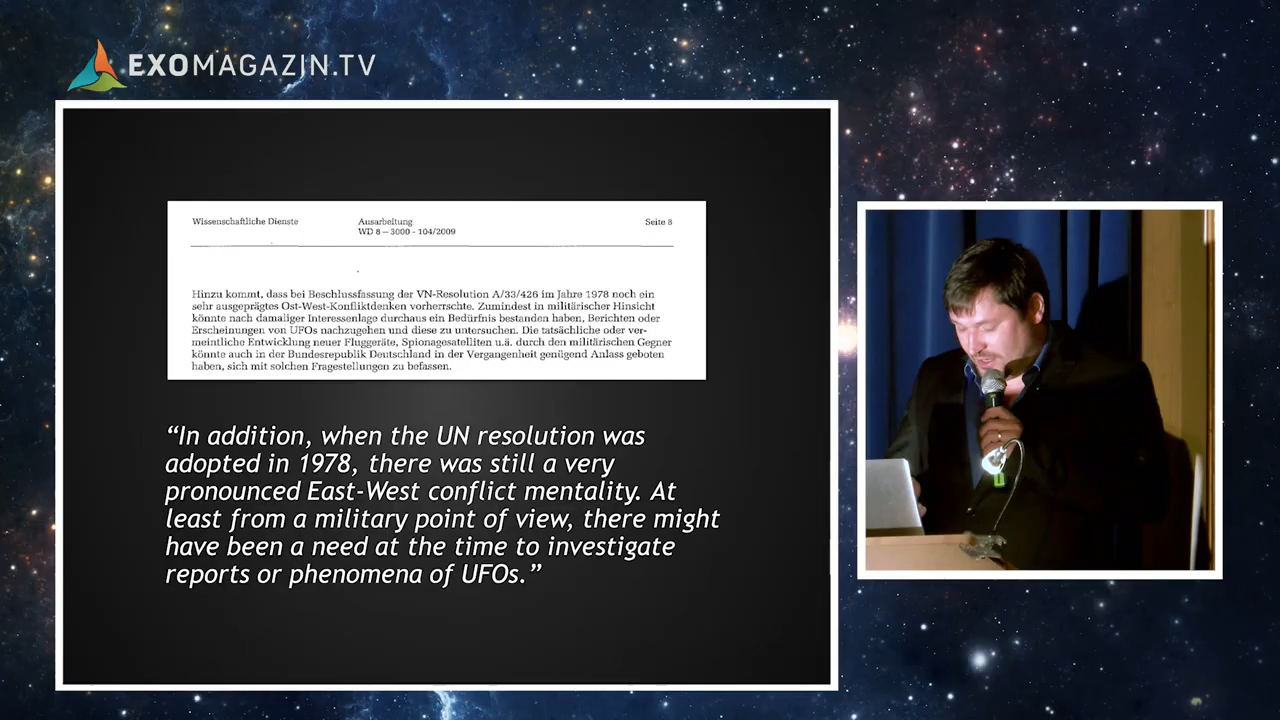 EXOMAGAZIN.TV
Wissenschaftliche Dienste
Ausarbeitung
WD 8 – 3000 - 104/2009
Seite 8
Hinzu kommt, dass bei Beschlussfassung der VN-Resolution A/33/426 im Jahre 1978 noch ein
sehr ausgeprägtes Ost-West-Konfliktdenken vorherrschte. Zumindest in militärischer Hinsicht
könnte nach damaliger Interessenlage durchaus ein Bedürfnis bestanden haben, Berichten oder
Erscheinungen von UFOs nachzugehen und diese zu untersuchen. Die tatsächliche oder ver-
meintliche Entwicklung neuer Fluggeräte, Spionagesatelliten u.ä. durch den militärischen Gegner
könnte auch in der Bundesrepublik Deutschland in der Vergangenheit genügend Anlass geboten
haben, sich mit solchen Fragestellungen zu befassen.
“In addition, when the UN resolution was
adopted in 1978, there was still a very
pronounced East-West conflict mentality. At
least from a military point of view, there might
have been a need at the time to investigate
reports or phenomena of UFOs.”